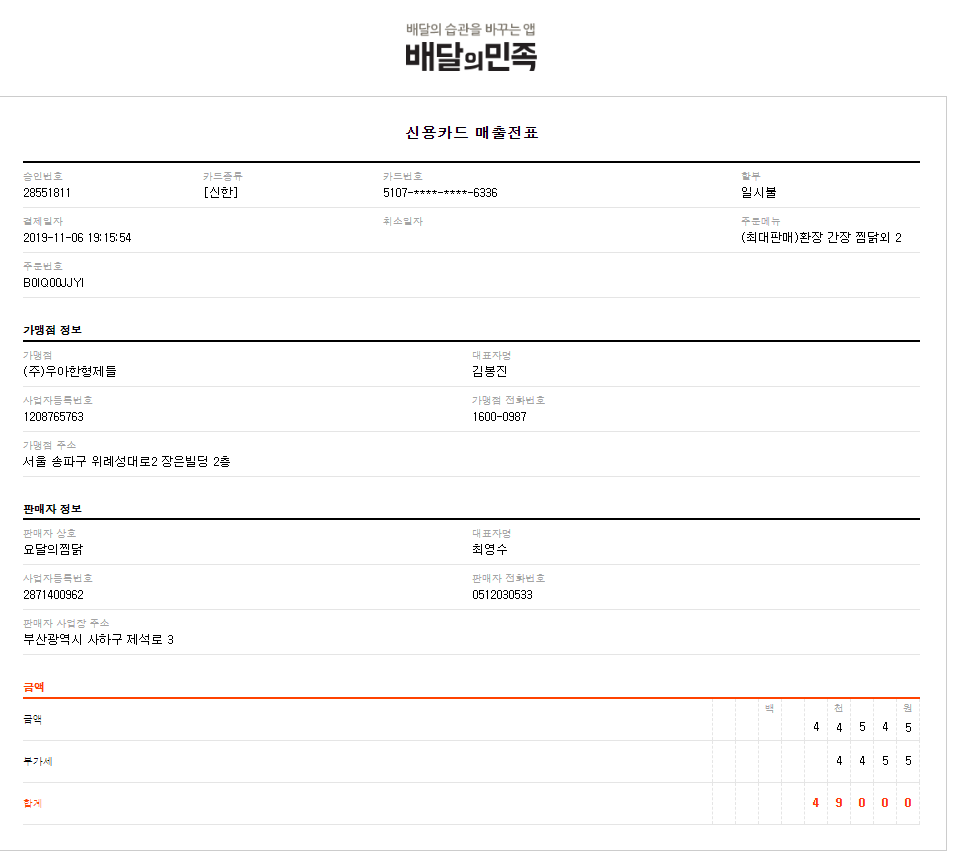 배달의 습관을 바꾸는 앱
배달의민족
신용카드 매출전표
승인번호 카드종류 카드번호 할부
28551811 [신한] 5107-****-****-6336 일시불
결제일자 취소일자 주문메뉴
2019-11-06 19:15:54 (최대판매)환장 간장 찜닭외 2
주문번호
B0IQ00JJYI
가맹점 정보
가맹점 대표자명
(주)우아한형제들 김봉진
사업자등록번호 가맹점 전화번호
1208765763 1600-0987
가맹점 주소
서울 송파구 위례성대로2 장은빌딩 2층
판매자 정보
판매자 상호 대표자명
요달의찜닭 최영수
사업자등록번호 판매자 전화번호
2871400962 0512030533
판매자 사업장 주소
부산광역시 사하구 제석로 3
금액
백 천 원
금액 4 4 5 4 5
부가세 4 4 5 5
합계 4 9 0 0 0